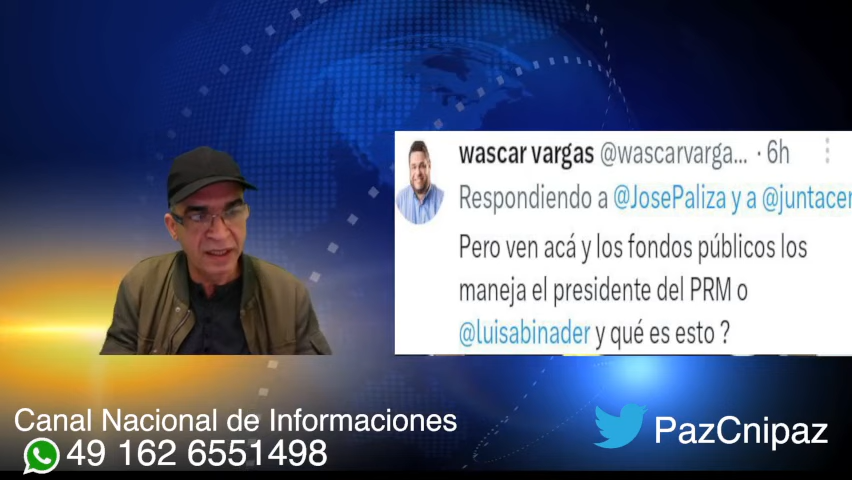 wascar vargas @wascarvarga... · 6h
Respondiendo a @JosePaliza y a @juntacen
Pero ven acá y los fondos públicos los
maneja el presidente del PRM o
@luisabinader y qué es esto ?
Canal Nacional de Informaciones
49 162 6551498
PazCnipaz